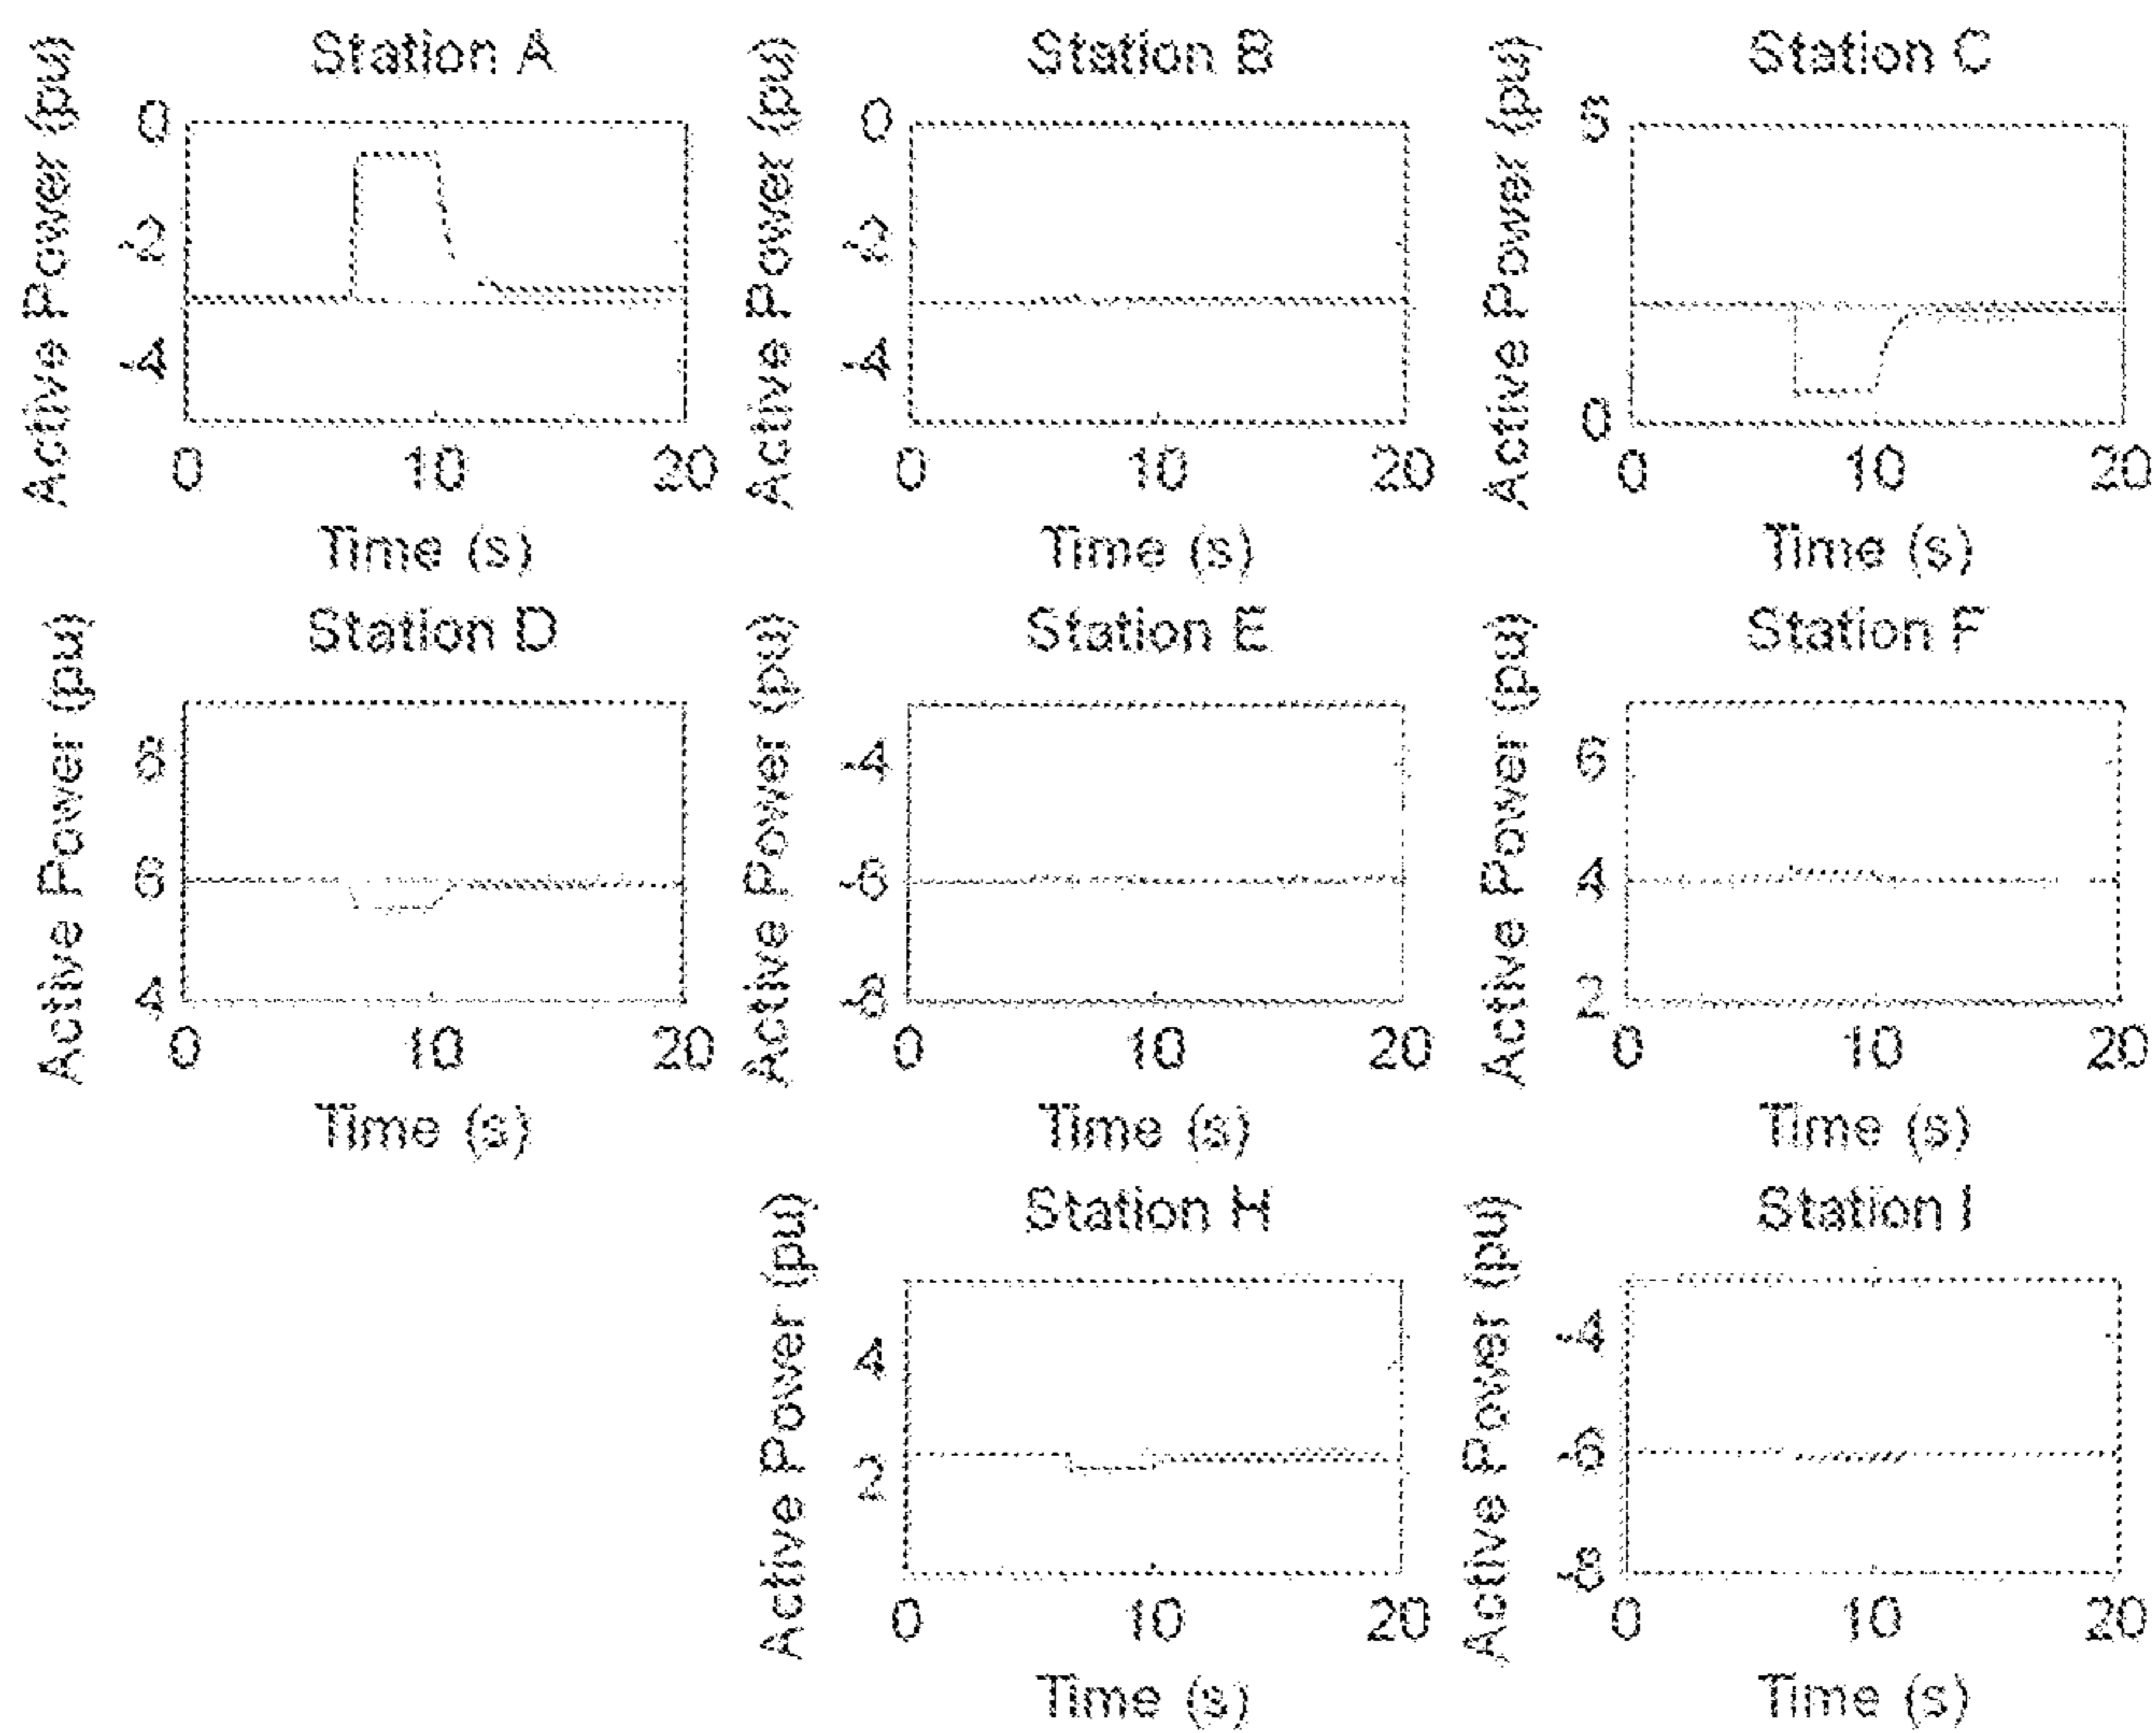 Station A
Station B
Station C
Active Power (pu)
0
-2
-4
0
10
20
Time (s)
Active Power (pu)
0
-2
-4
0
10
20
Time (s)
Active Power (pu)
5
0
0
10
20
Time (s)
Station D
Station E
Station F
Active Power (pu)
8
6
4
0
10
20
Time (s)
Active Power (pu)
-4
-6
-8
0
10
20
Time (s)
Active Power (pu)
6
4
2
0
10
20
Time (s)
Station H
Station I
Active Power (pu)
4
2
0
10
20
Time (s)
Active Power (pu)
-4
-6
-8
0
10
20
Time (s)